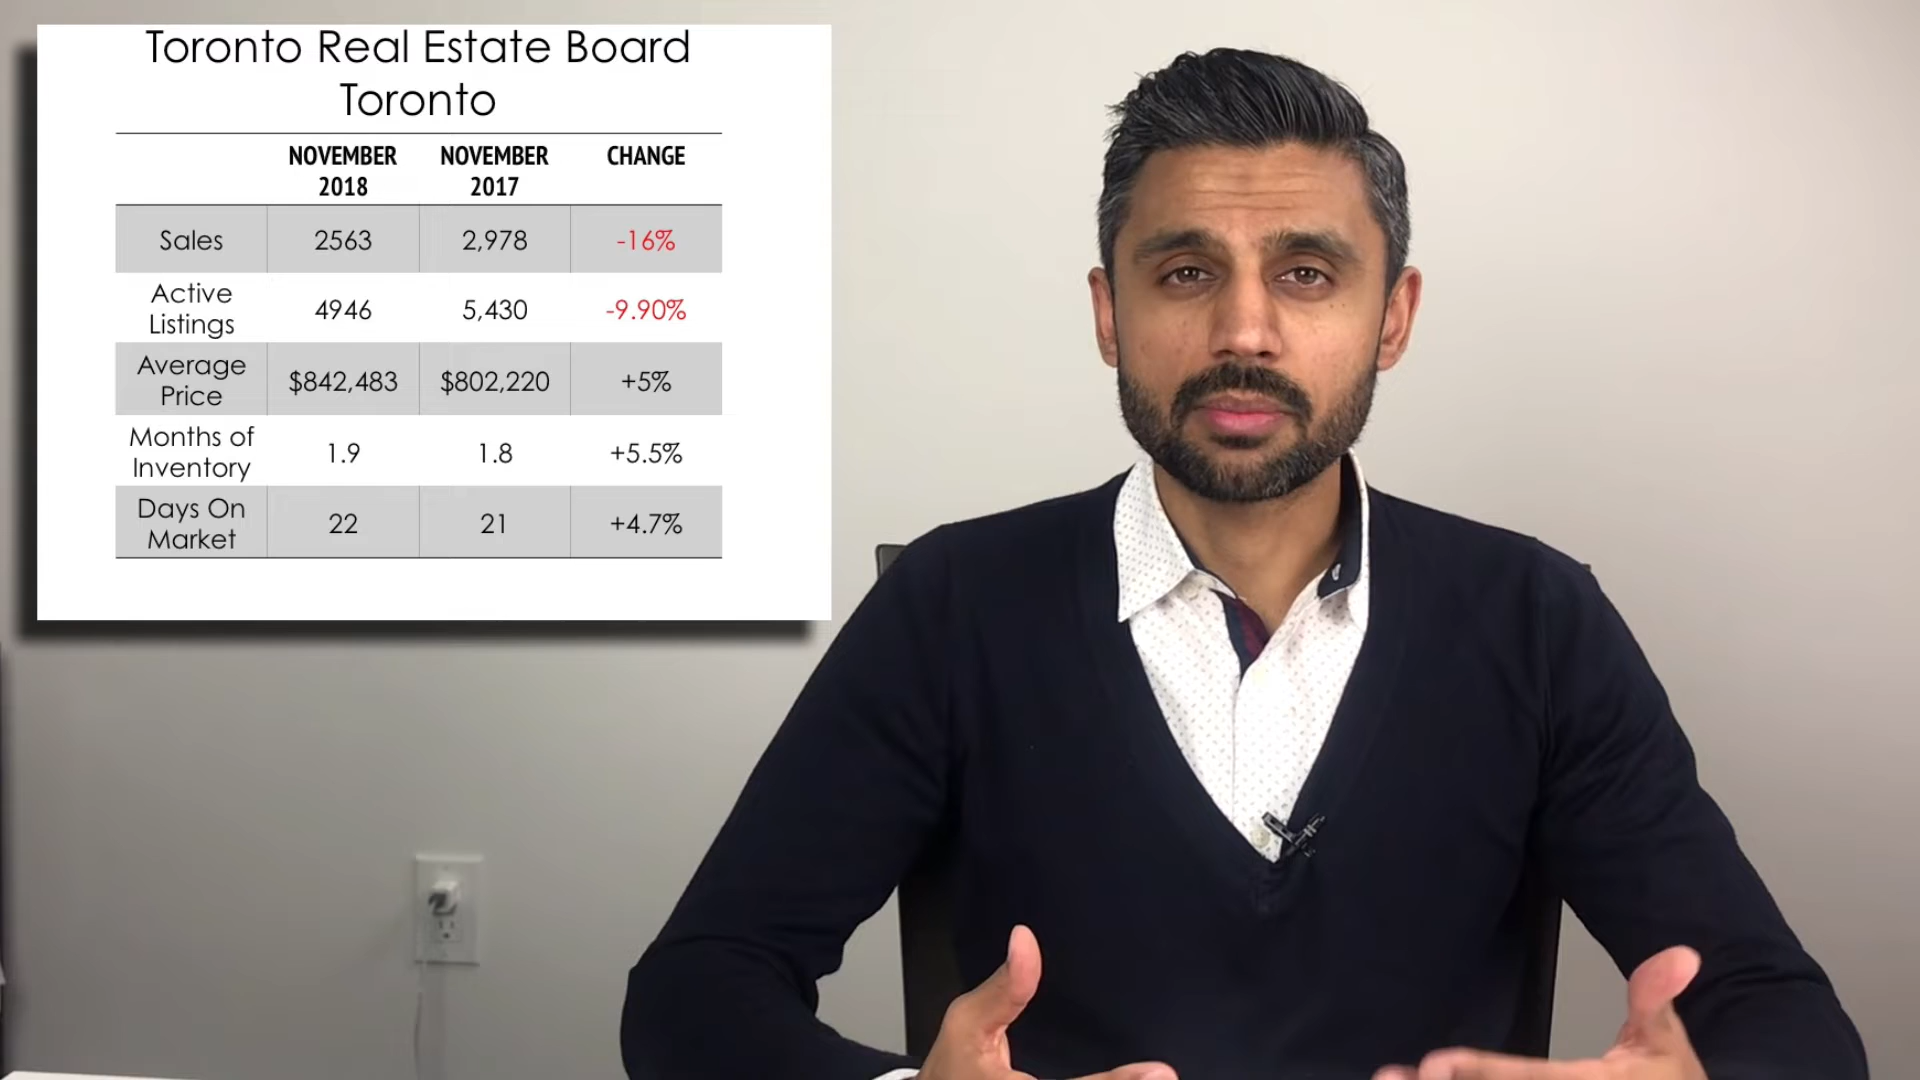 Toronto Real Estate Board
Toronto
NOVEMBER 2018 NOVEMBER 2017 CHANGE
Sales 2563 2,978 -16%
Active Listings 4946 5,430 -9.90%
Average Price $842,483 $802,220 +5%
Months of Inventory 1.9 1.8 +5.5%
Days On Market 22 21 +4.7%